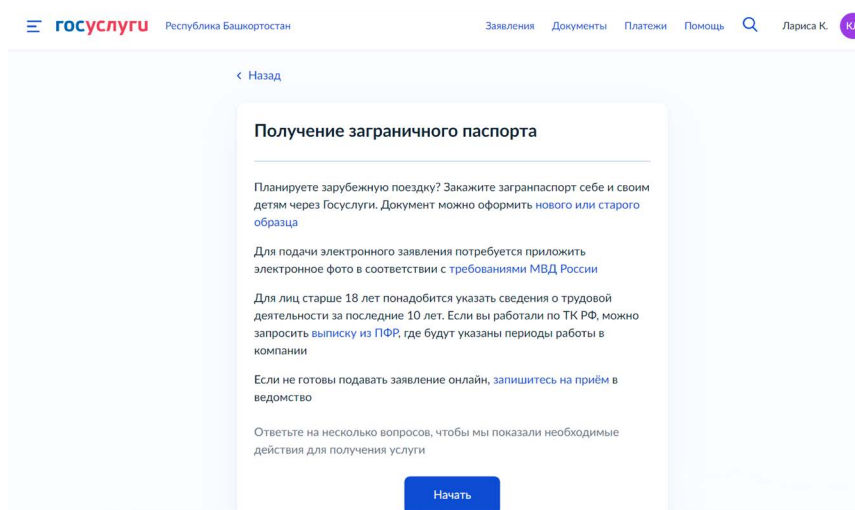 госуслуги Республика Башкортостан Заявления Документы Платежи Помощь Лариса К.
Назад
Получение заграничного паспорта
Планируете зарубежную поездку? Закажите загранпаспорт себе и своим
детям через Госуслуги. Документ можно оформить нового или старого
образца
Для подачи электронного заявления потребуется приложить
электронное фото в соответствии с требованиями МВД России
Для лиц старше 18 лет понадобится указать сведения о трудовой
деятельности за последние 10 лет. Если вы работали по ТК РФ, можно
запросить выписку из ПФР, где будут указаны периоды работы в
компании
Если не готовы подавать заявление онлайн, запишитесь на приём в
ведомство
Ответьте на несколько вопросов, чтобы мы показали необходимые
действия для получения услуги
Начать